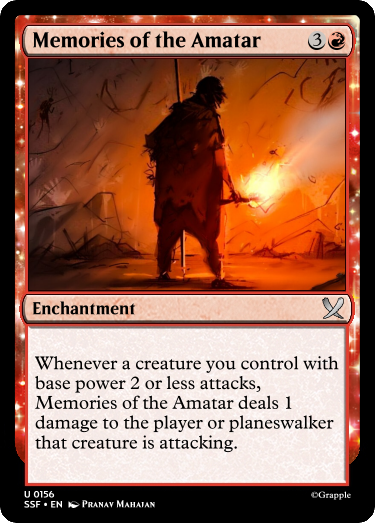 Memories of the Amatar 3
Enchantment
Whenever a creature you control with
base power 2 or less attacks,
Memories of the Amatar deals 1
damage to the player or planeswalker
that creature is attacking.
U 0156
SSF • EN Pranav Mahajan
©Grapple